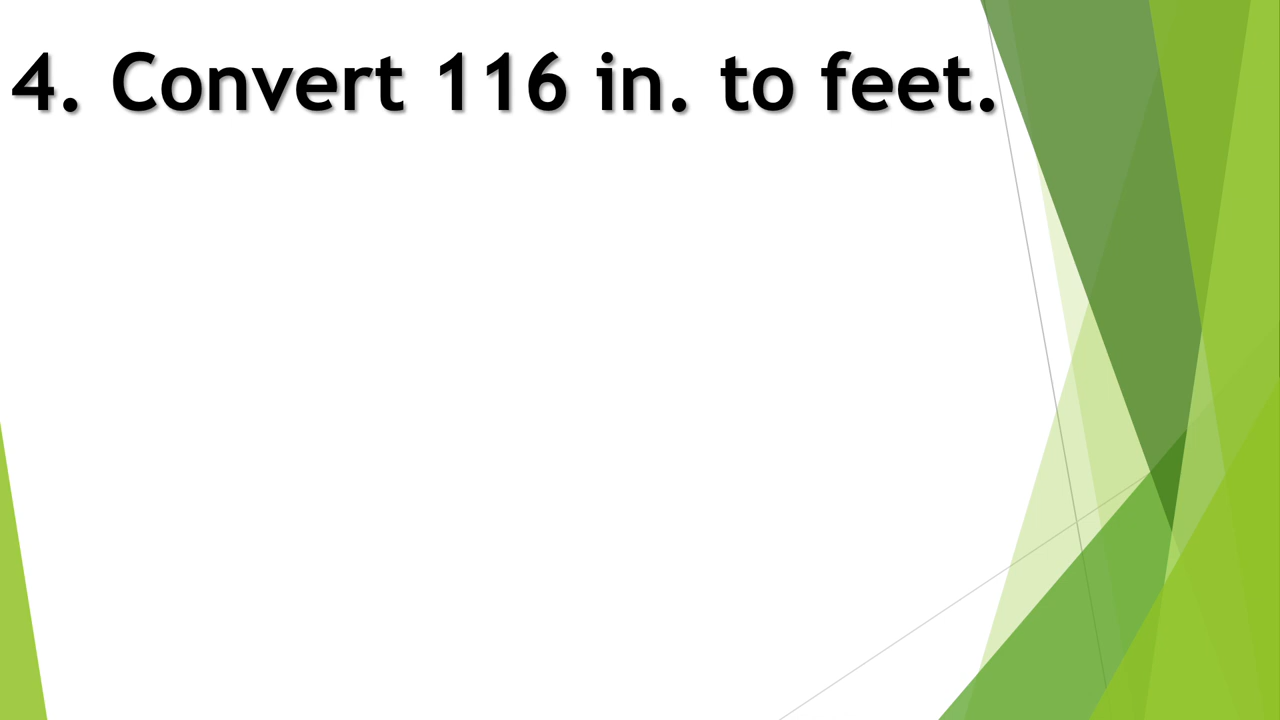 4. Convert 116 in. to feet.